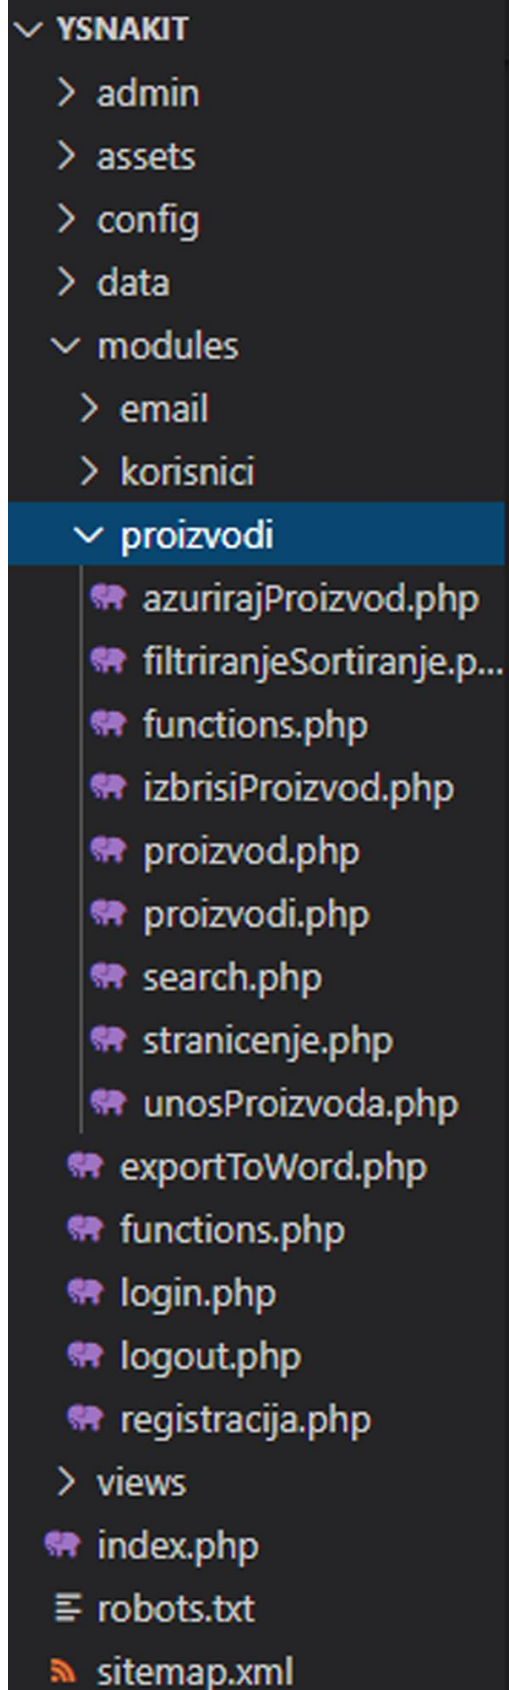 YSNAKIT
admin
assets
config
data
modules
email
korisnici
proizvodi
azurirajProizvod.php
filtriranjeSortiranje.p...
functions.php
izbrisiProizvod.php
proizvod.php
proizvodi.php
search.php
stranicenje.php
unosProizvoda.php
exportToWord.php
functions.php
login.php
logout.php
registracija.php
views
index.php
robots.txt
sitemap.xml